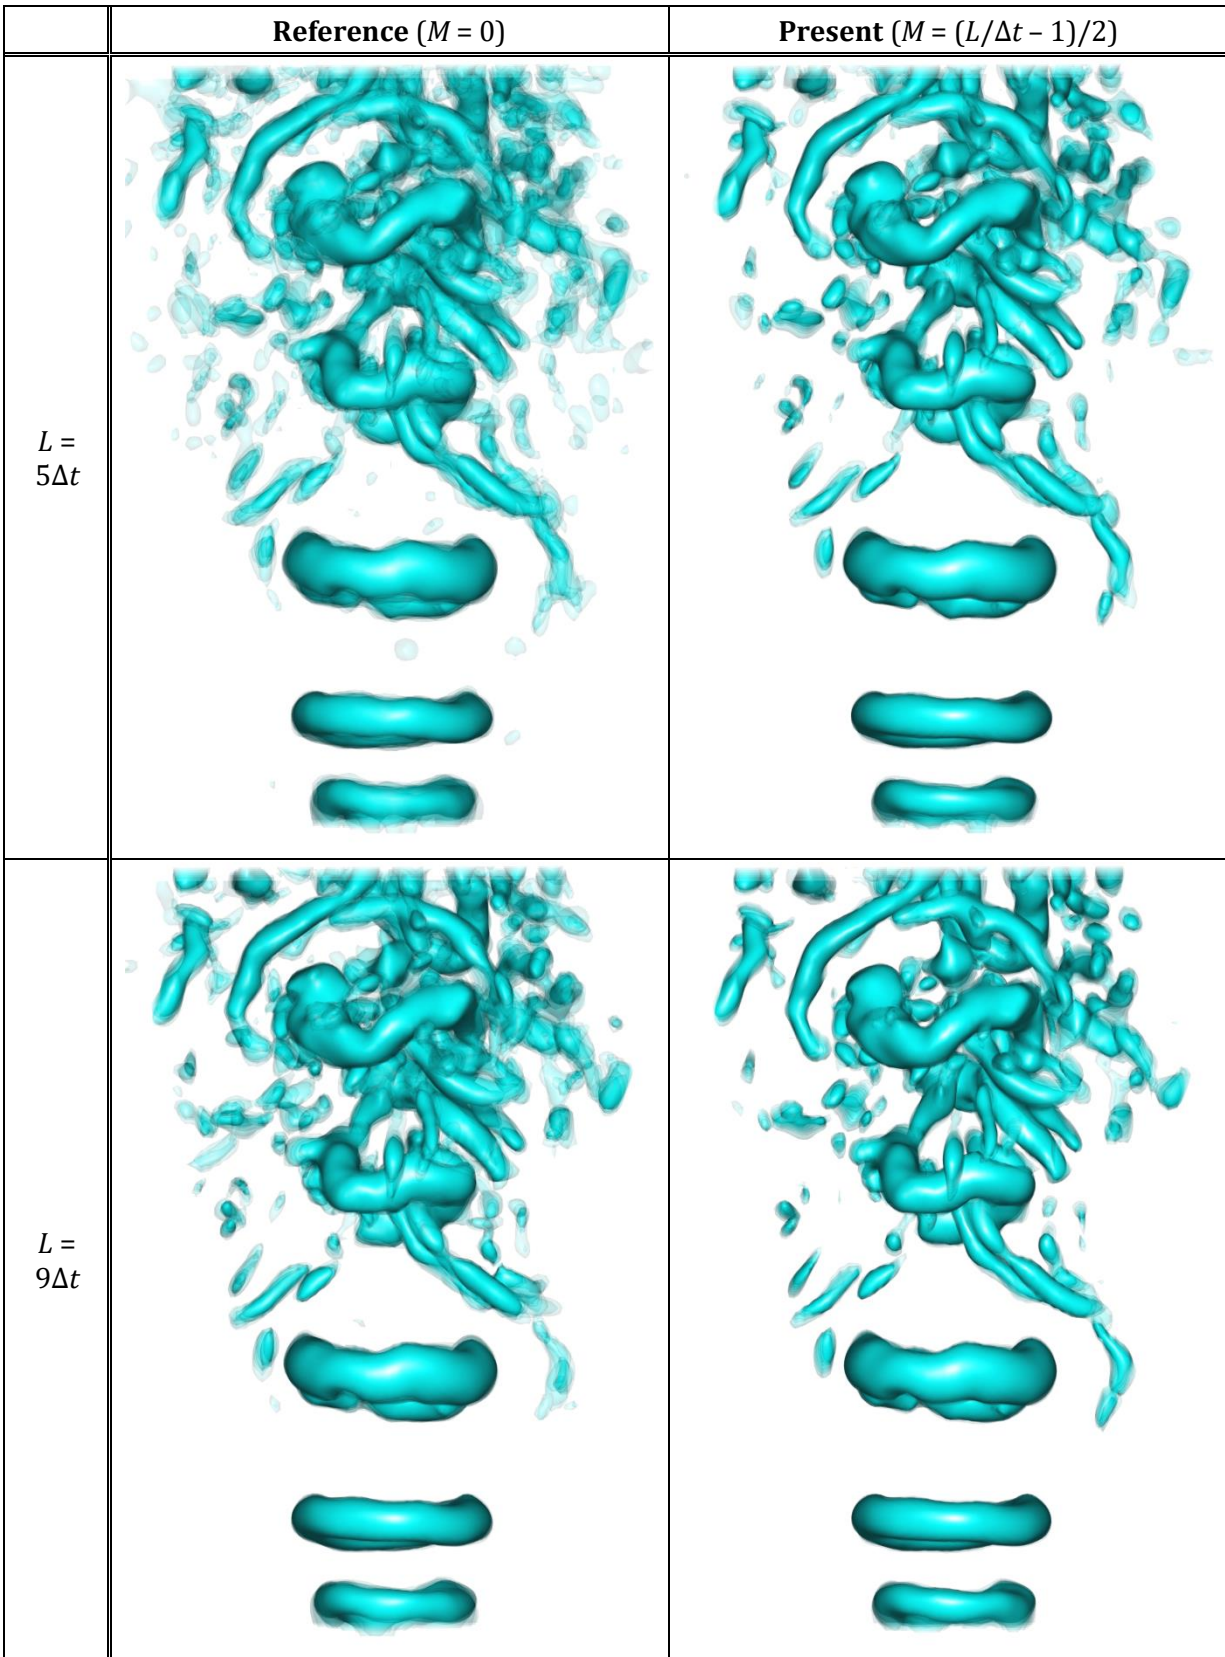 Reference (M = 0)
Present (M = (L/Δt – 1)/2)
L =
5Δt
L =
9Δt